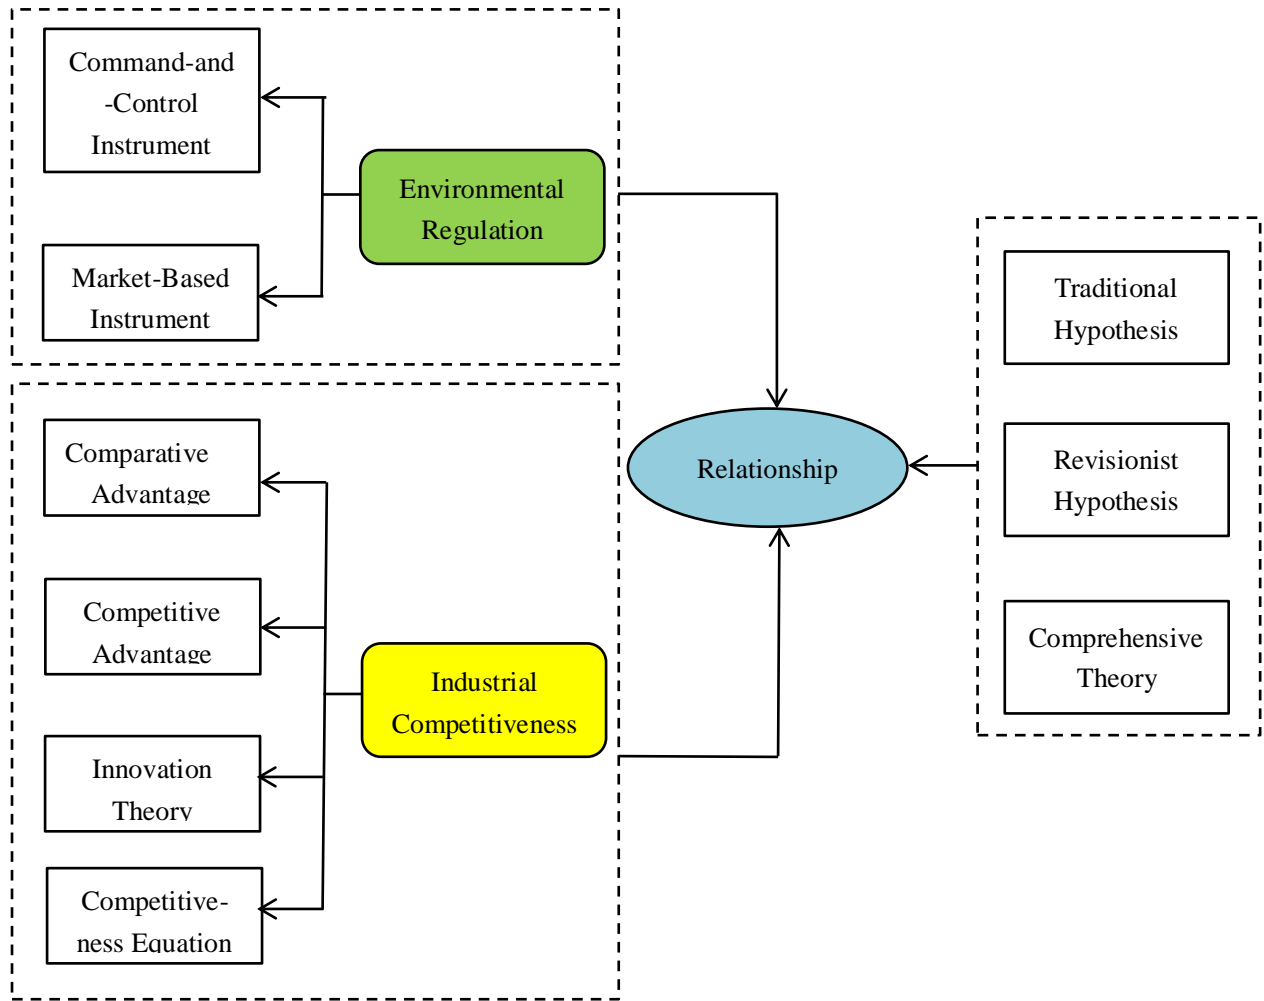 Command-and
-Control
Instrument
Environmental
Regulation
Market-Based
Instrument
Traditional
Hypothesis
Comparative
Advantage
Relationship
Revisionist
Hypothesis
Competitive
Advantage
Industrial
Competitiveness
Comprehensive
Theory
Innovation
Theory
Competitive-
ness Equation